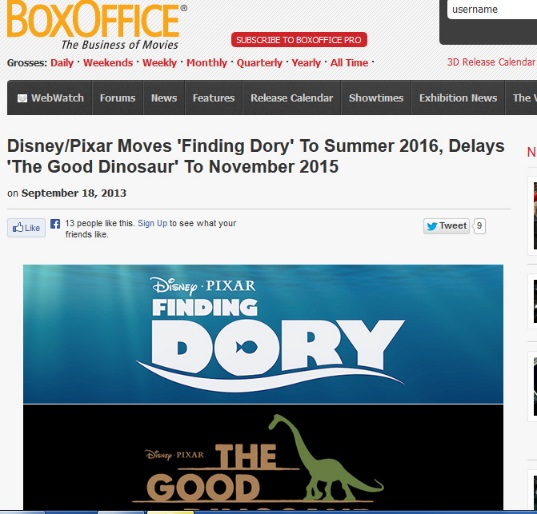 BOXOFFICE®
The Business of Movies
SUBSCRIBE TO BOXOFFICE PRO
username
Grosses: Daily · Weekends · Weekly · Monthly · Quarterly · Yearly · All Time ·
3D Release Calendar
WebWatch Forums News Features Release Calendar Showtimes Exhibition News The
Disney/Pixar Moves 'Finding Dory' To Summer 2016, Delays
'The Good Dinosaur' To November 2015
N
on September 18, 2013
Like
13 people like this. Sign Up to see what your
friends like.
Tweet 9
Disney · PIXAR
FINDING
DORY
Disney · PIXAR THE
GOOD